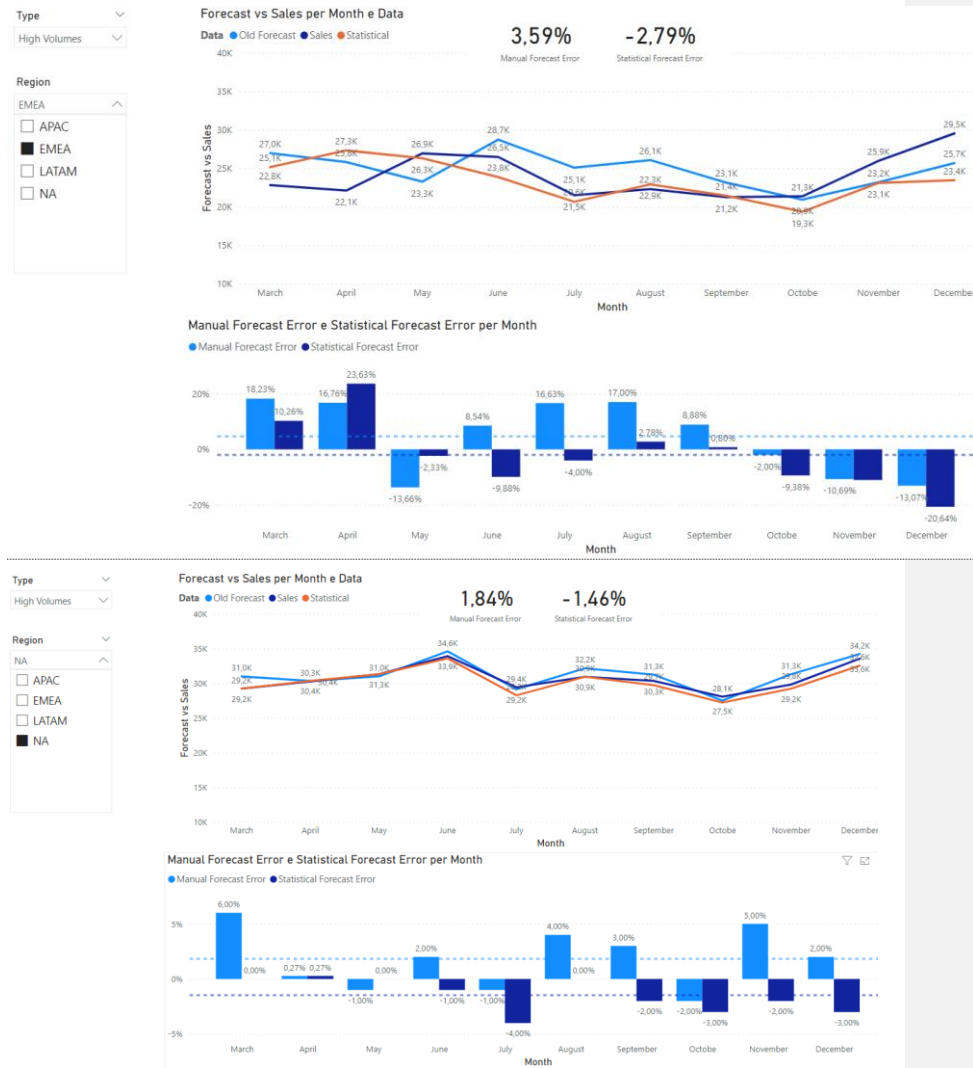 Type
High Volumes
Region
EMEA
APAC
EMEA
LATAM
NA
Forecast vs Sales per Month e Data
Data Old Forecast Sales Statistical
3,59%
Manual Forecast Error
-2,79%
Statistical Forecast Error
Forecast vs Sales
40K
35K
30K
25K
20K
15K
10K
27,0K
25,1K
22,8K
27,3K
25,8K
22,1K
26,9K
26,3K
23,3K
28,7K
26,5K
23,8K
25,1K
21,5K
26,1K
22,3K
22,9K
23,1K
21,4K
21,2K
21,3K
19,3K
25,9K
23,2K
23,1K
29,5K
25,7K
23,4K
March April May June July August September Octobe November December
Month
Manual Forecast Error e Statistical Forecast Error per Month
Manual Forecast Error Statistical Forecast Error
20%
0%
-20%
18,23%
10,26%
16,76%
23,63%
-13,66%
-2,33%
8,54%
-9,88%
16,63%
-4,00%
17,00%
2,78%
8,88%
0,80%
-2,00%
-9,38%
-10,69%
-13,07%
-20,64%
March April May June July August September Octobe November December
Month
Type
High Volumes
Region
NA
APAC
EMEA
LATAM
NA
Forecast vs Sales per Month e Data
Data Old Forecast Sales Statistical
1,84%
Manual Forecast Error
-1,46%
Statistical Forecast Error
Forecast vs Sales
40K
35K
30K
25K
20K
15K
10K
31,0K
29,2K
29,2K
30,3K
30,4K
30,4K
31,0K
31,3K
34,6K
33,9K
29,4K
29,2K
32,2K
30,9K
30,9K
31,3K
30,3K
28,1K
27,5K
31,3K
29,8K
29,2K
34,2K
33,6K
March April May June July August September Octobe November December
Month
Manual Forecast Error e Statistical Forecast Error per Month
Manual Forecast Error Statistical Forecast Error
5%
0%
-5%
6,00%
0,00%
0,27%
0,27%
-1,00%
0,00%
2,00%
-1,00%
-1,00%
-4,00%
4,00%
0,00%
3,00%
-2,00%
-2,00%
-3,00%
5,00%
-2,00%
2,00%
-3,00%
March April May June July August September Octobe November December
Month